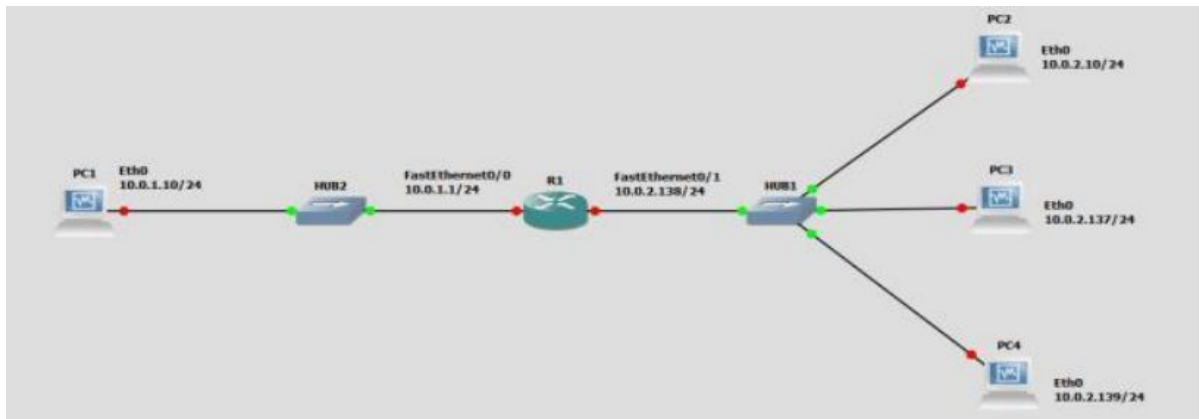 PC1
Eth0
10.0.1.10/24
HUB2
FastEthernet0/0
10.0.1.1/24
R1
FastEthernet0/1
10.0.2.138/24
HUB1
PC2
Eth0
10.0.2.10/24
PC3
Eth0
10.0.2.137/24
PC4
Eth0
10.0.2.139/24